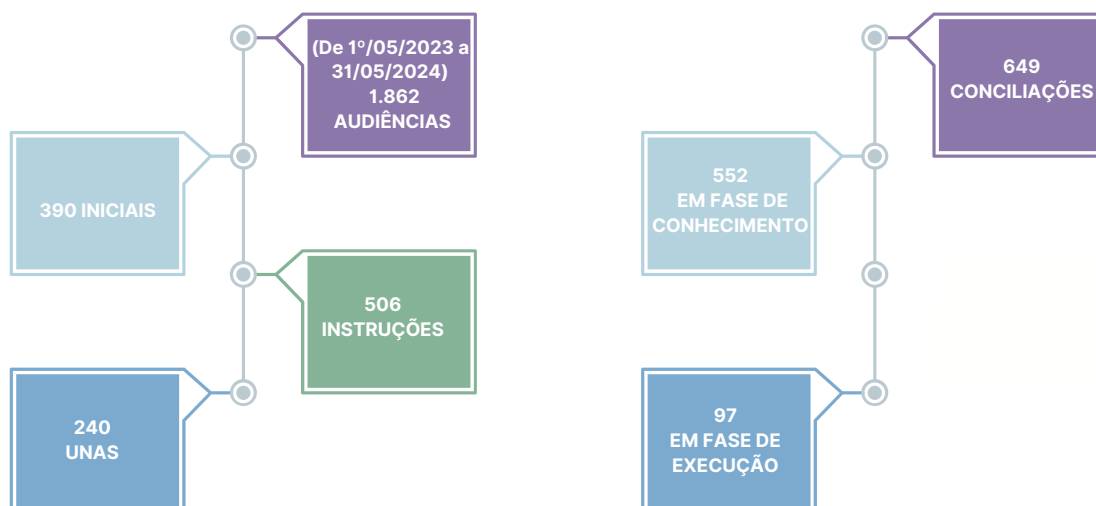 (De 1º/05/2023 a
31/05/2024)
1.862
AUDIÊNCIAS
390 INICIAIS
506
INSTRUÇÕES
240
UNAS
649
CONCILIAÇÕES
552
EM FASE DE
CONHECIMENTO
97
EM FASE DE
EXECUÇÃO